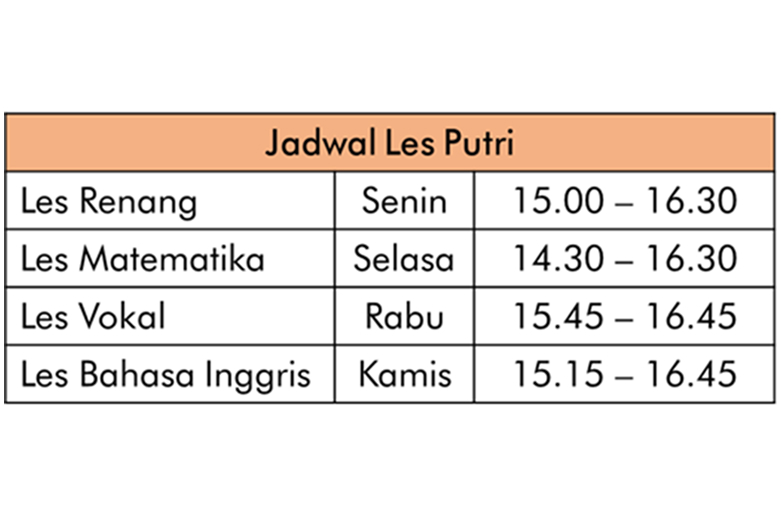 Jadwal Les Putri
Les Renang Senin 15.00 – 16.30
Les Matematika Selasa 14.30 – 16.30
Les Vokal Rabu 15.45 – 16.45
Les Bahasa Inggris Kamis 15.15 – 16.45